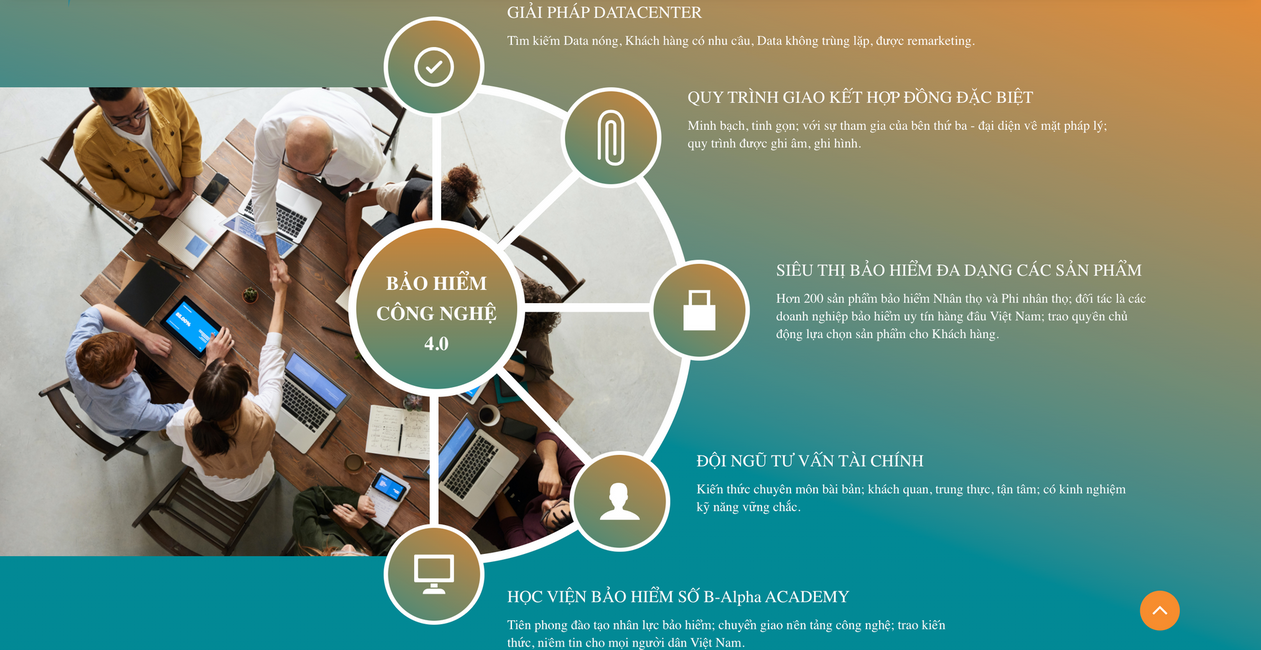 GIẢI PHÁP DATACENTER
Tìm kiếm Data nóng, Khách hàng có nhu cầu, Data không trùng lặp, được remarketing.
QUY TRÌNH GIAO KẾT HỢP ĐỒNG ĐẶC BIỆT
Minh bạch, tinh gọn; với sự tham gia của bên thứ ba - đại diện về mặt pháp lý;
quy trình được ghi âm, ghi hình.
BẢO HIỂM
CÔNG NGHỆ
4.0
SIÊU THỊ BẢO HIỂM ĐA DẠNG CÁC SẢN PHẨM
Hơn 200 sản phẩm bảo hiểm Nhân thọ và Phi nhân thọ; đối tác là các
doanh nghiệp bảo hiểm uy tín hàng đầu Việt Nam; trao quyền chủ
động lựa chọn sản phẩm cho Khách hàng.
ĐỘI NGŨ TƯ VẤN TÀI CHÍNH
Kiến thức chuyên môn bài bản; khách quan, trung thực, tận tâm; có kinh nghiệm
kỹ năng vững chắc.
HỌC VIỆN BẢO HIỂM SỐ B-Alpha ACADEMY
Tiên phong đào tạo nhân lực bảo hiểm; chuyển giao nền tảng công nghệ; trao kiến
thức, niềm tin cho mọi người dân Việt Nam.